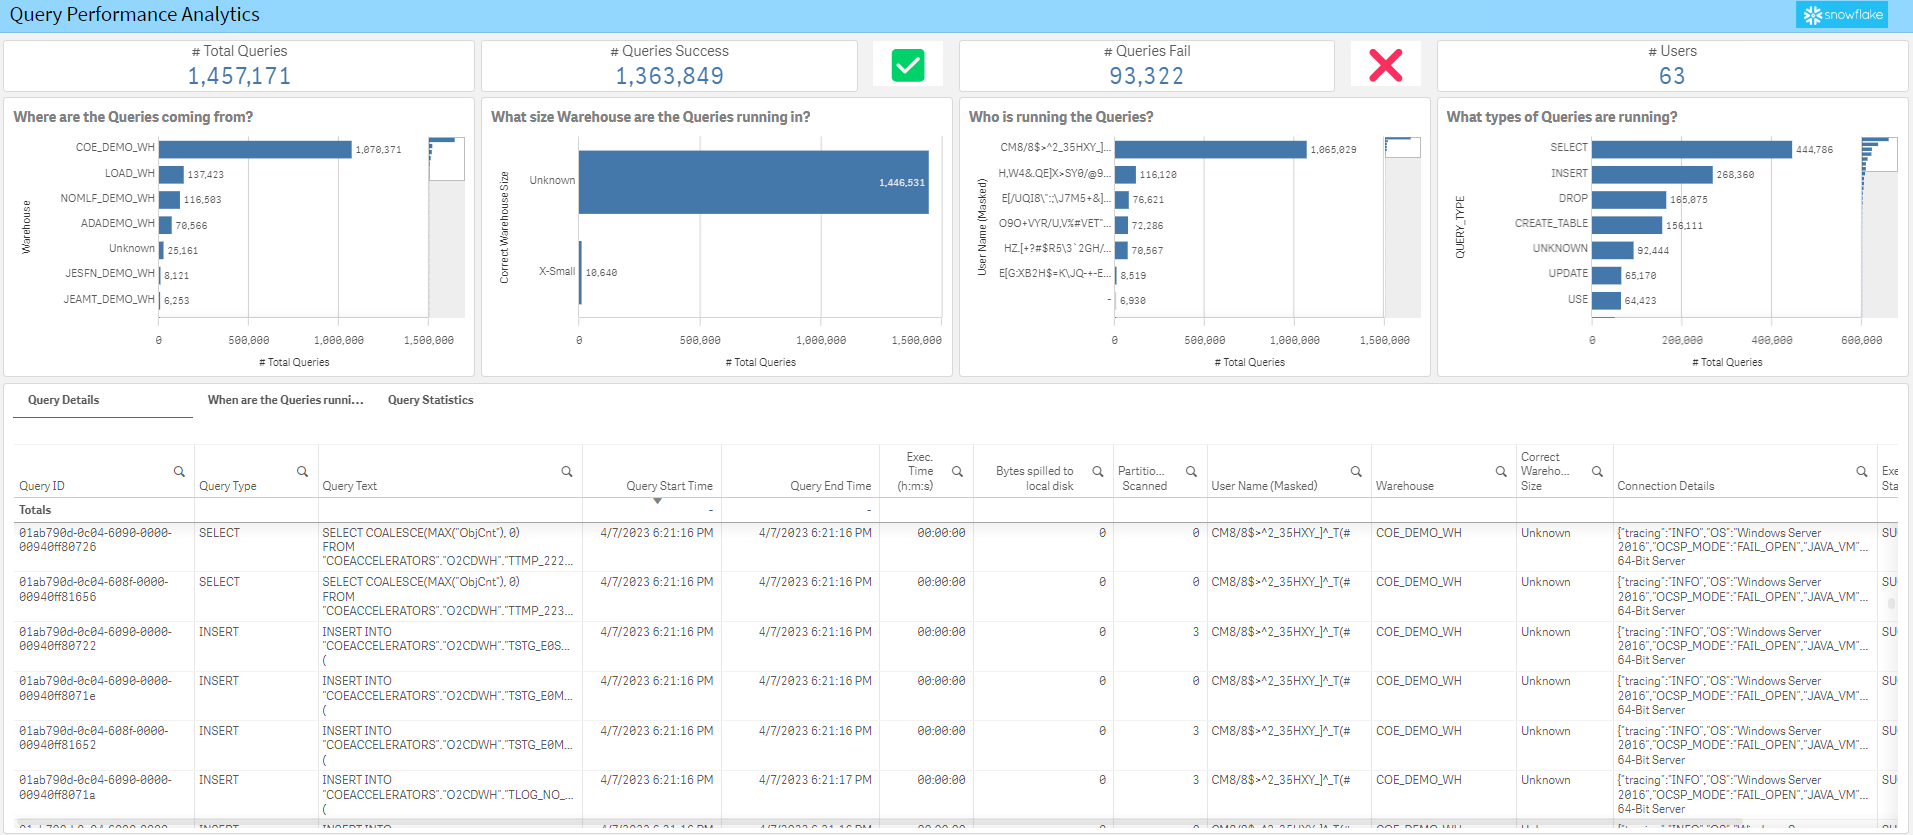 Query Performance Analytics
snowflake
# Total Queries
1,457,171
# Queries Success
1,363,849
# Queries Fail
93,322
# Users
63
Where are the Queries coming from?
Warehouse
COE_DEMO_WH 1,070,371
LOAD_WH 137,423
NOMLF_DEMO_WH 116,503
ADADEMO_WH 70,566
Unknown 25,161
JESFN_DEMO_WH 8,121
JEAMT_DEMO_WH 6,253
0 500,000 1,000,000 1,500,000
# Total Queries
What size Warehouse are the Queries running in?
Correct Warehouse Size
Unknown 1,446,531
X-Small 10,640
0 500,000 1,000,000 1,500,000
# Total Queries
Who is running the Queries?
User Name (Masked)
CM8/8$>^2_35HXY_]... 1,065,029
H,W4&.QE]X>SY0/@9... 116,120
E[/UQI8\":;\J7M5+&]... 76,621
O9O+VYR/U,V%#VET"... 72,286
HZ.[+?#$R5\3`2GH/... 70,567
E[G:XB2H$=K\JQ-+-E... 8,519
- 6,930
0 500,000 1,000,000 1,500,000
# Total Queries
What types of Queries are running?
QUERY_TYPE
SELECT 444,786
INSERT 268,360
DROP 165,075
CREATE_TABLE 156,111
UNKNOWN 92,444
UPDATE 65,170
USE 64,423
0 200,000 400,000 600,000
# Total Queries
Query Details When are the Queries runni... Query Statistics
Query ID Query Type Query Text Query Start Time Query End Time Exec. Time (h:m:s) Bytes spilled to local disk Partitio... Scanned User Name (Masked) Warehouse Correct Wareho... Size Connection Details Exe Sta
Totals - -
01ab790d-0c04-6090-0000- SELECT SELECT COALESCE(MAX("ObjCnt"), 0) 4/7/2023 6:21:16 PM 4/7/2023 6:21:16 PM 00:00:00 0 0 CM8/8$>^2_35HXY_]^_T(# COE_DEMO_WH Unknown {"tracing":"INFO","OS":"Windows Server SU
00940ff80726 FROM 2016","OCSP_MODE":"FAIL_OPEN","JAVA_VM"...
"COEACCELERATORS"."O2CDWH"."TTMP_222... 64-Bit Server
01ab790d-0c04-608f-0000- SELECT SELECT COALESCE(MAX("ObjCnt"), 0) 4/7/2023 6:21:16 PM 4/7/2023 6:21:16 PM 00:00:00 0 0 CM8/8$>^2_35HXY_]^_T(# COE_DEMO_WH Unknown {"tracing":"INFO","OS":"Windows Server SU
00940ff81656 FROM 2016","OCSP_MODE":"FAIL_OPEN","JAVA_VM"...
"COEACCELERATORS"."O2CDWH"."TTMP_223... 64-Bit Server
01ab790d-0c04-6090-0000- INSERT INSERT INTO 4/7/2023 6:21:16 PM 4/7/2023 6:21:16 PM 00:00:00 0 3 CM8/8$>^2_35HXY_]^_T(# COE_DEMO_WH Unknown {"tracing":"INFO","OS":"Windows Server SU
00940ff80722 "COEACCELERATORS"."O2CDWH"."TSTG_E0S... 2016","OCSP_MODE":"FAIL_OPEN","JAVA_VM"...
( 64-Bit Server
01ab790d-0c04-6090-0000- INSERT INSERT INTO 4/7/2023 6:21:16 PM 4/7/2023 6:21:16 PM 00:00:00 0 0 CM8/8$>^2_35HXY_]^_T(# COE_DEMO_WH Unknown {"tracing":"INFO","OS":"Windows Server SU
00940ff8071e "COEACCELERATORS"."O2CDWH"."TSTG_E0M... 2016","OCSP_MODE":"FAIL_OPEN","JAVA_VM"...
( 64-Bit Server
01ab790d-0c04-608f-0000- INSERT INSERT INTO 4/7/2023 6:21:16 PM 4/7/2023 6:21:16 PM 00:00:00 0 3 CM8/8$>^2_35HXY_]^_T(# COE_DEMO_WH Unknown {"tracing":"INFO","OS":"Windows Server SU
00940ff81652 "COEACCELERATORS"."O2CDWH"."TSTG_E0M... 2016","OCSP_MODE":"FAIL_OPEN","JAVA_VM"...
( 64-Bit Server
01ab790d-0c04-6090-0000- INSERT INSERT INTO 4/7/2023 6:21:16 PM 4/7/2023 6:21:17 PM 00:00:00 0 3 CM8/8$>^2_35HXY_]^_T(# COE_DEMO_WH Unknown {"tracing":"INFO","OS":"Windows Server SU
00940ff8071a "COEACCELERATORS"."O2CDWH"."TLOG_NO_... 2016","OCSP_MODE":"FAIL_OPEN","JAVA_VM"...
( 64-Bit Server